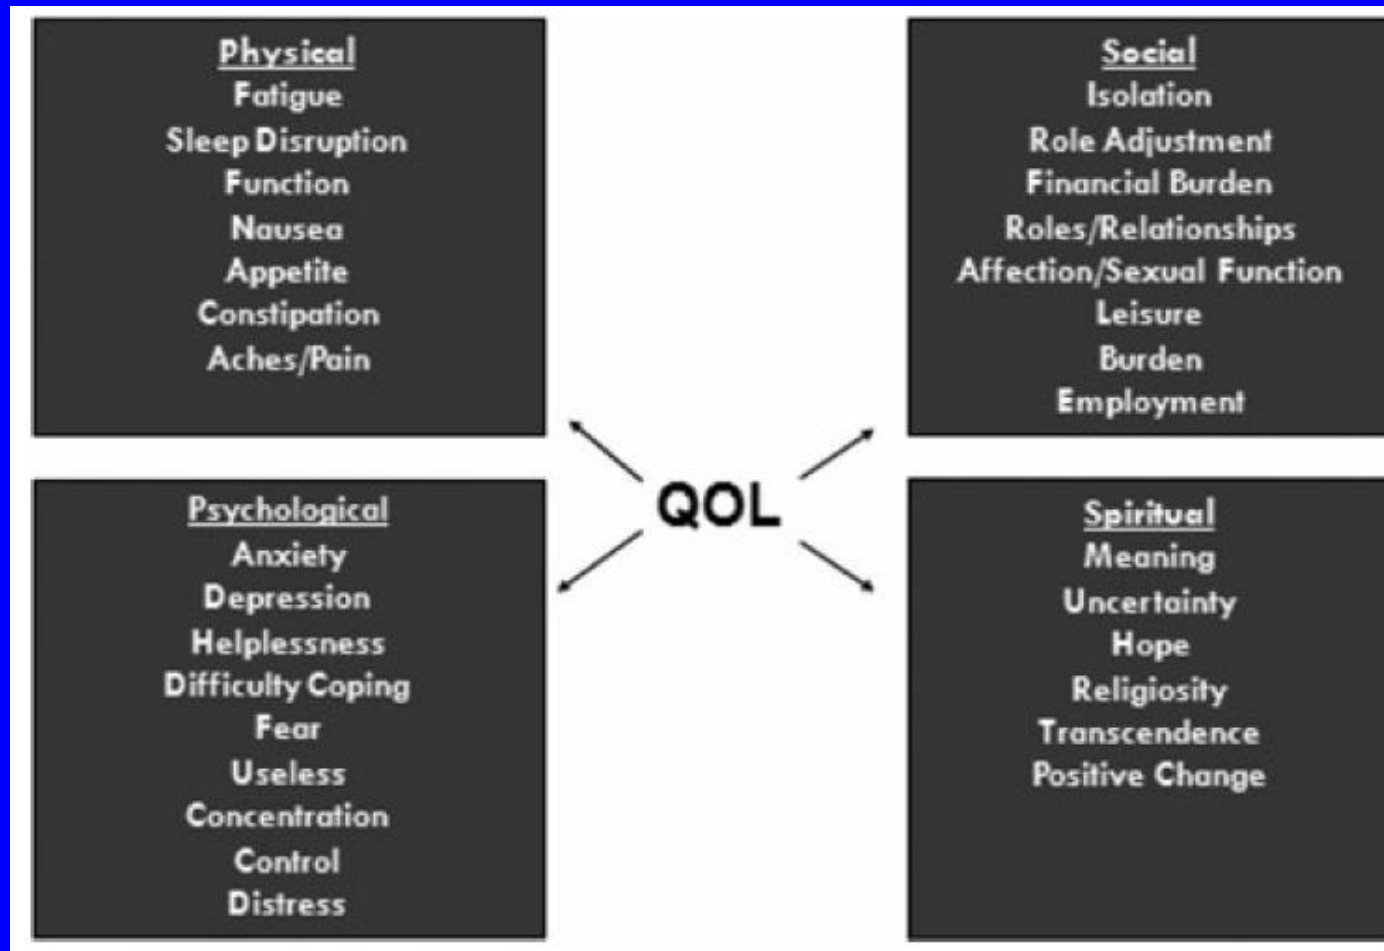 Physical
Fatigue
Sleep Disruption
Function
Nausea
Appetite
Constipation
Aches/Pain
Social
Isolation
Role Adjustment
Financial Burden
Roles/Relationships
Affection/Sexual Function
Leisure
Burden
Employment
QOL
Psychological
Anxiety
Depression
Helplessness
Difficulty Coping
Fear
Useless
Concentration
Control
Distress
Spiritual
Meaning
Uncertainty
Hope
Religiosity
Transcendence
Positive Change